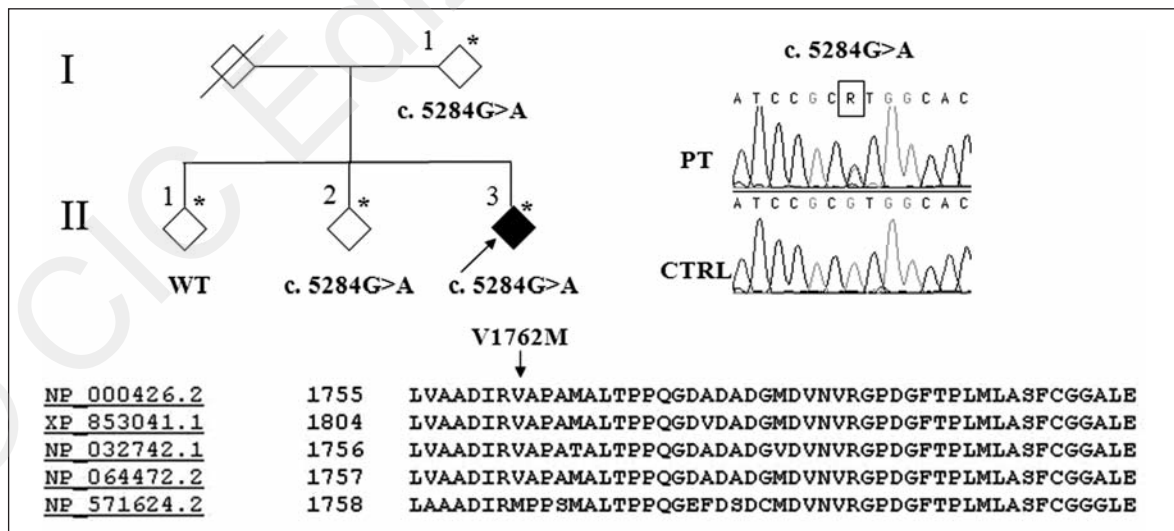 I
1 *
c. 5284G>A
II
1 *
2 *
3 *
WT
c. 5284G>A
c. 5284G>A
c. 5284G>A
A T C C G C R T G G C A C
PT
A T C C G C G T G G C A C
CTRL
V1762M
NP_000426.2 1755 LVAADIRVAPAMALTPPQGDADADGMDVNVRGPDGFTPLMLASFCGGALE
XP_853041.1 1804 LVAADIRVAPAMALTPPQGDVDADGMDVNVRGPDGFTPLMLASFCGGALE
NP_032742.1 1756 LVAADIRVAPATALTPPQGDADADGVDVNVRGPDGFTPLMLASFCGGALE
NP_064472.2 1757 LVAADIRVAPAMALTPPQGDADADGMDVNVRGPDGFTPLMLASFCGGALE
NP_571624.2 1758 LAAADIRMPPSMALTPPQGEFDSDCMDVNVRGPDGFTPLMLASFCGGGLE